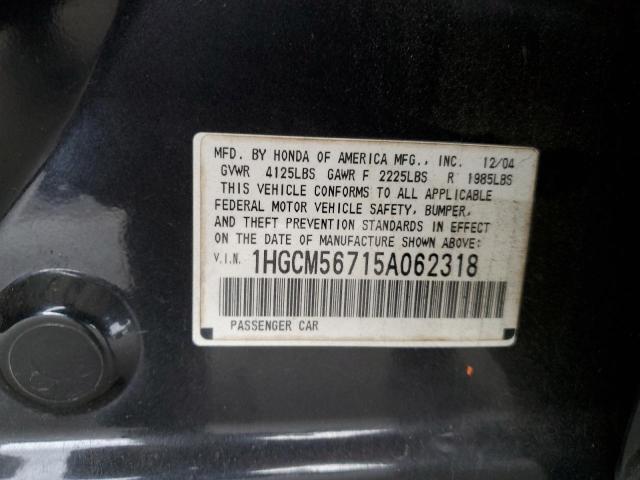 MFD. BY HONDA OF AMERICA MFG., INC. 12/04
GVWR 4125LBS GAWR F 2225LBS R 1985LBS
THIS VEHICLE CONFORMS TO ALL APPLICABLE
FEDERAL MOTOR VEHICLE SAFETY, BUMPER,
AND THEFT PREVENTION STANDARDS IN EFFECT
ON THE DATE OF MANUFACTURE SHOWN ABOVE:
V.I.N. 1HGCM56715A062318
PASSENGER CAR